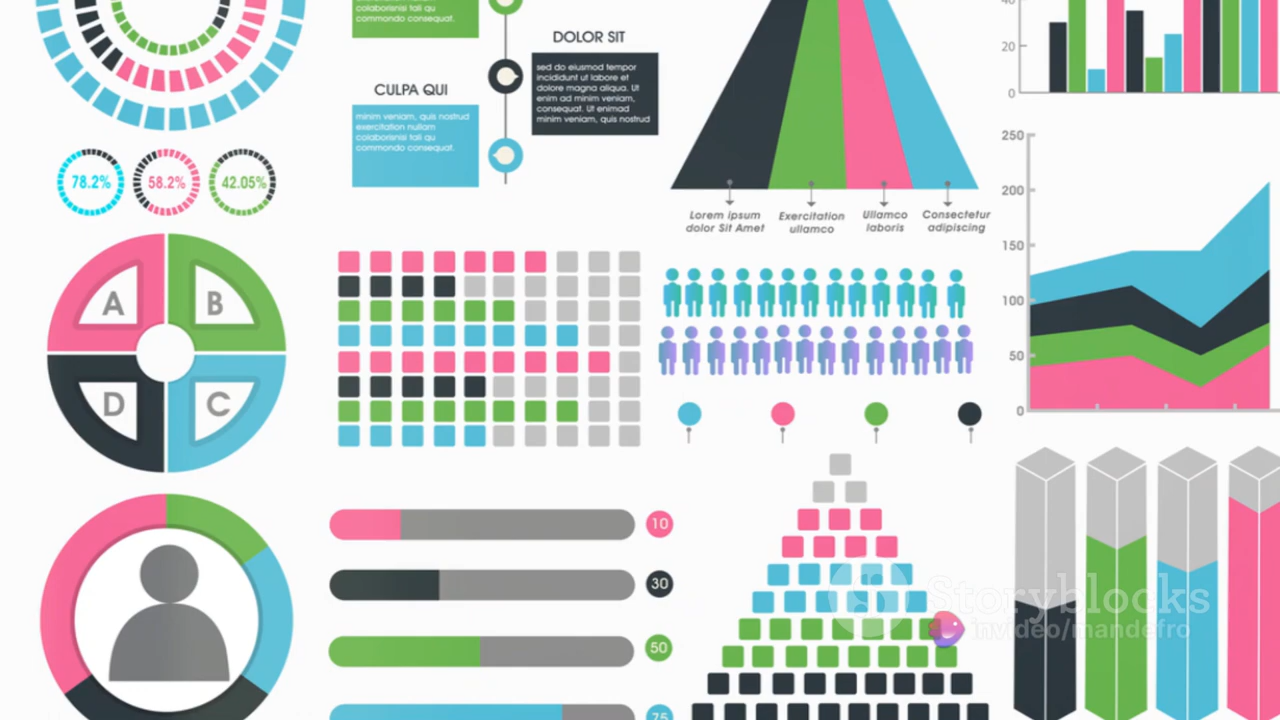 colaborisnisi tali qu
commodo consequat.
DOLOR SIT
sed do eiusmod tempor
incididunt ut labore et
dolore magna aliqua. Ut
enim ad minim veniam,
consequat. Ut enimad
minim veniam, quis nostrud
CULPA QUI
minim veniam, quis nostrud
exercitation nullam
colaborisnisi tali qu
commodo consequat.
Lorem ipsum
dolor Sit Amet
Exercitation
ullamco
Ullamco
laboris
Consectetur
adipiscing
20
0
250
200
150
100
50
0
78.2%
58.2%
42.05%
A
B
D
C
10
30
50
75
Storyblocks
invideo/mandefro